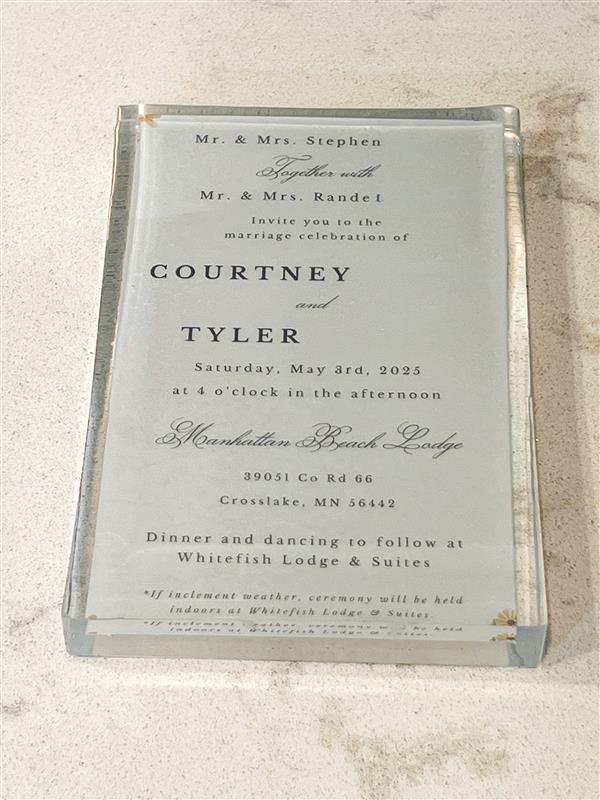 Mr. & Mrs. Stephen
Together with
Mr. & Mrs. Randel
Invite you to the
marriage celebration of
COURTNEY
and
TYLER
Saturday, May 3rd, 2025
at 4 o'clock in the afternoon
Manhattan Beach Lodge
39051 Co Rd 66
Crosslake, MN 56442
Dinner and dancing to follow at
Whitefish Lodge & Suites
*If inclement weather, ceremony will be held
indoors at Whitefish Lodge & Suites.